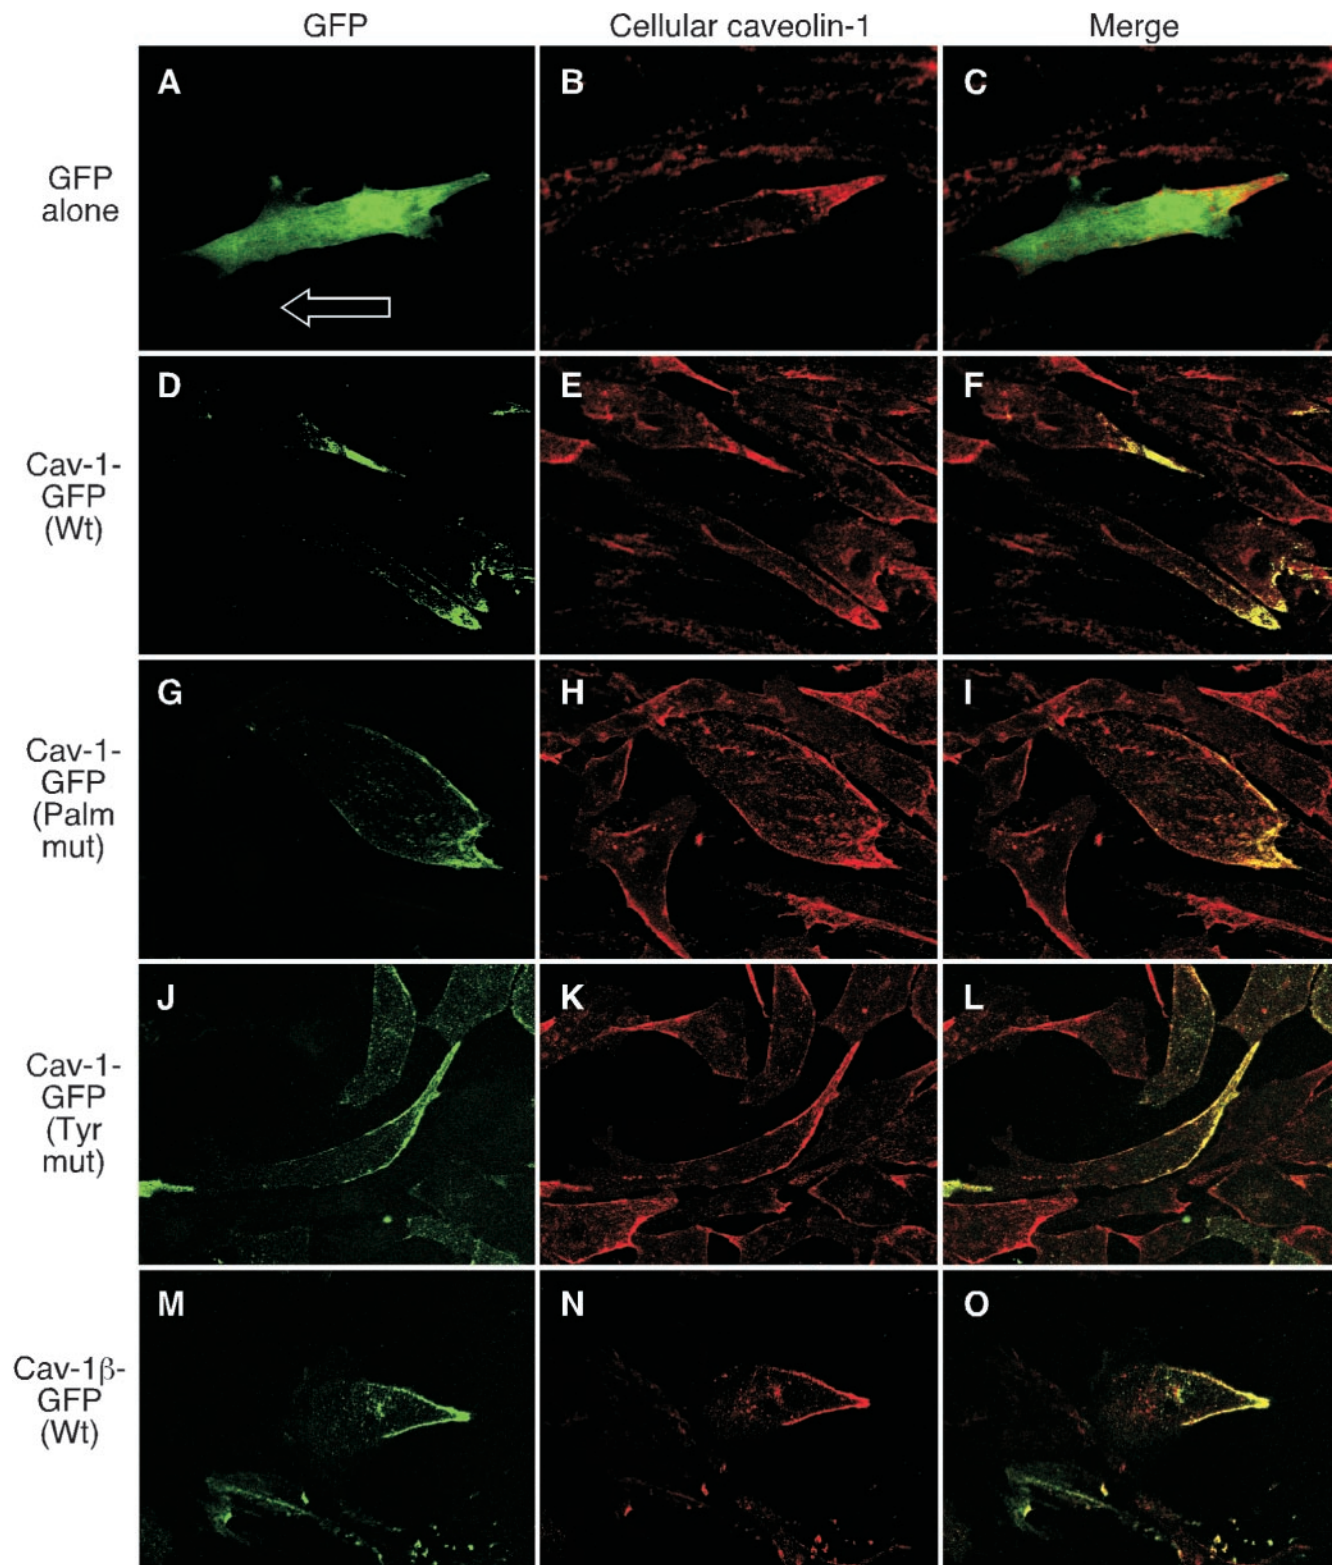 GFP
Cellular caveolin-1
Merge
GFP
alone
A
B
C
Cav-1-
GFP
(Wt)
D
E
F
Cav-1-
GFP
(Palm
mut)
G
H
I
Cav-1-
GFP
(Tyr
mut)
J
K
L
Cav-1β-
GFP
(Wt)
M
N
O